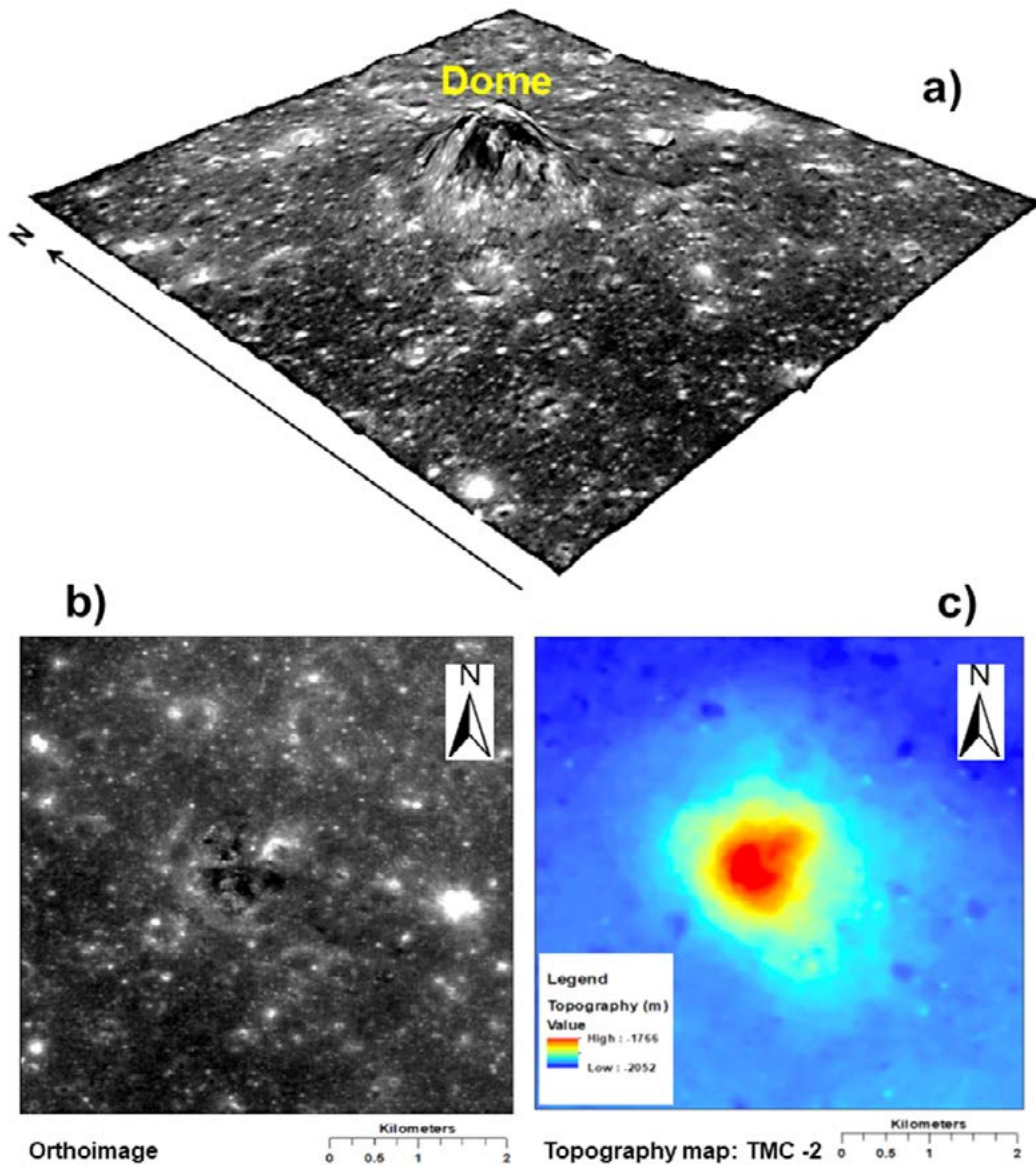 Dome
a)
N
b)
c)
N
N
Legend
Topography (m)
Value
High : -1766
Low : -2052
Orthoimage
Kilometers
0 0.5 1 2
Topography map: TMC -2
Kilometers
0 0.5 1 2